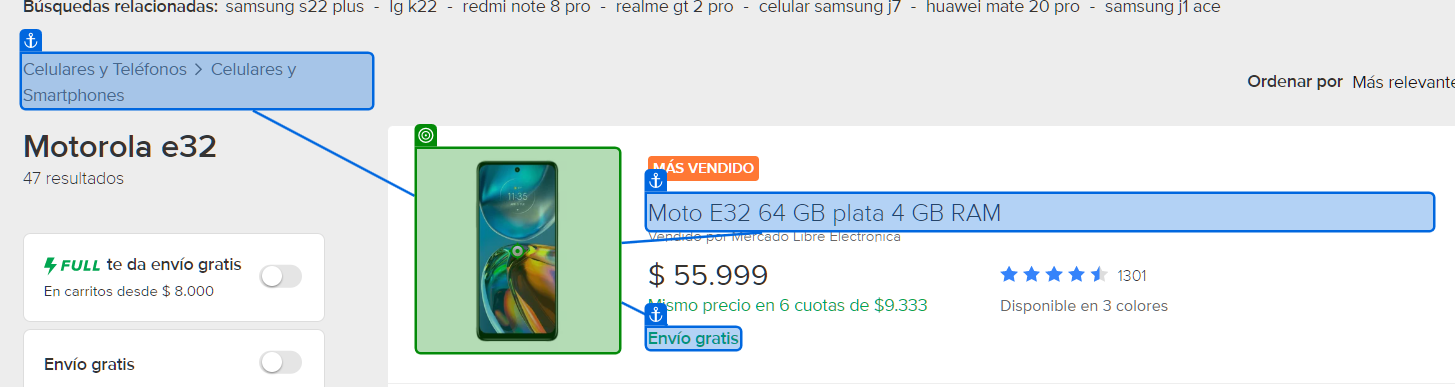 Búsquedas relacionadas: samsung s22 plus - lg k22 - redmi note 8 pro - realme gt 2 pro - celular samsung j7 - huawei mate 20 pro - samsung j1 ace
Celulares y Teléfonos > Celulares y
Smartphones
Ordenar por Más relevante
Motorola e32
47 resultados
MÁS VENDIDO
11:35
Moto E32 64 GB plata 4 GB RAM
Vendido por Mercado Libre Electronica
FULL te da envío gratis
En carritos desde $ 8.000
$ 55.999
1301
Mismo precio en 6 cuotas de $9.333
Disponible en 3 colores
Envío gratis
Envío gratis